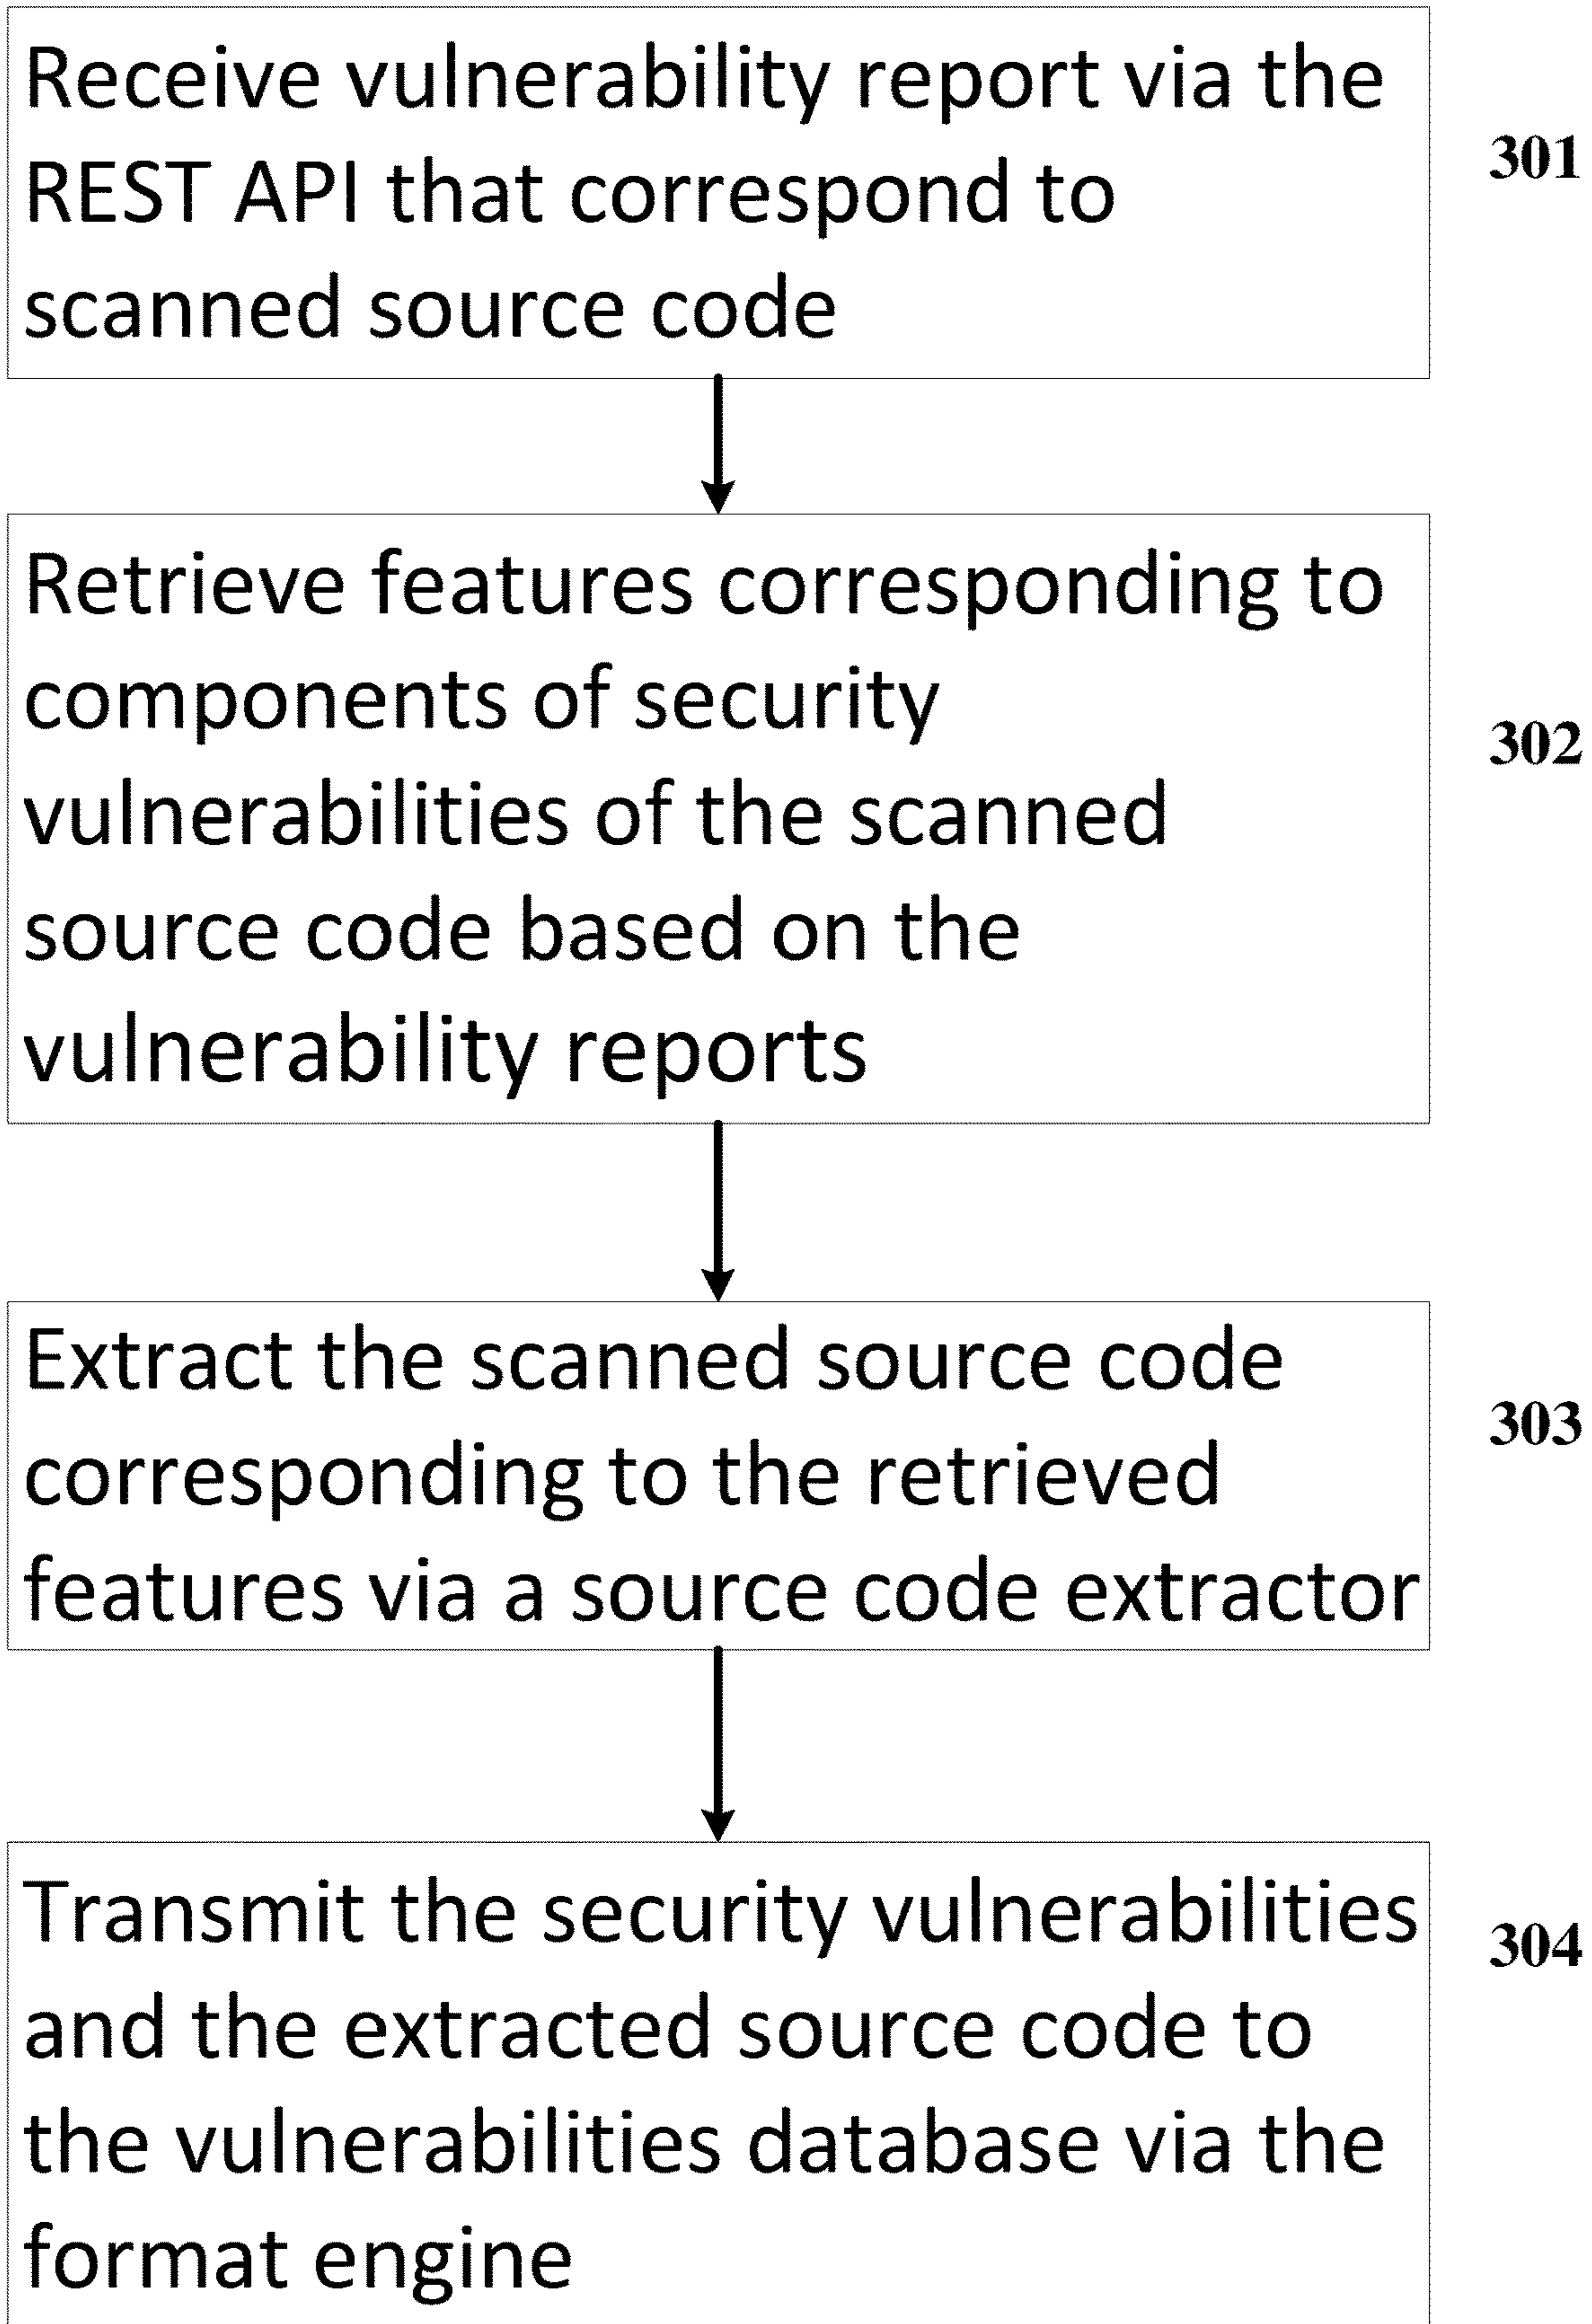 Receive vulnerability report via the
REST API that correspond to
scanned source code
301
Retrieve features corresponding to
components of security
vulnerabilities of the scanned
source code based on the
vulnerability reports
302
Extract the scanned source code
corresponding to the retrieved
features via a source code extractor
303
Transmit the security vulnerabilities
and the extracted source code to
the vulnerabilities database via the
format engine
304